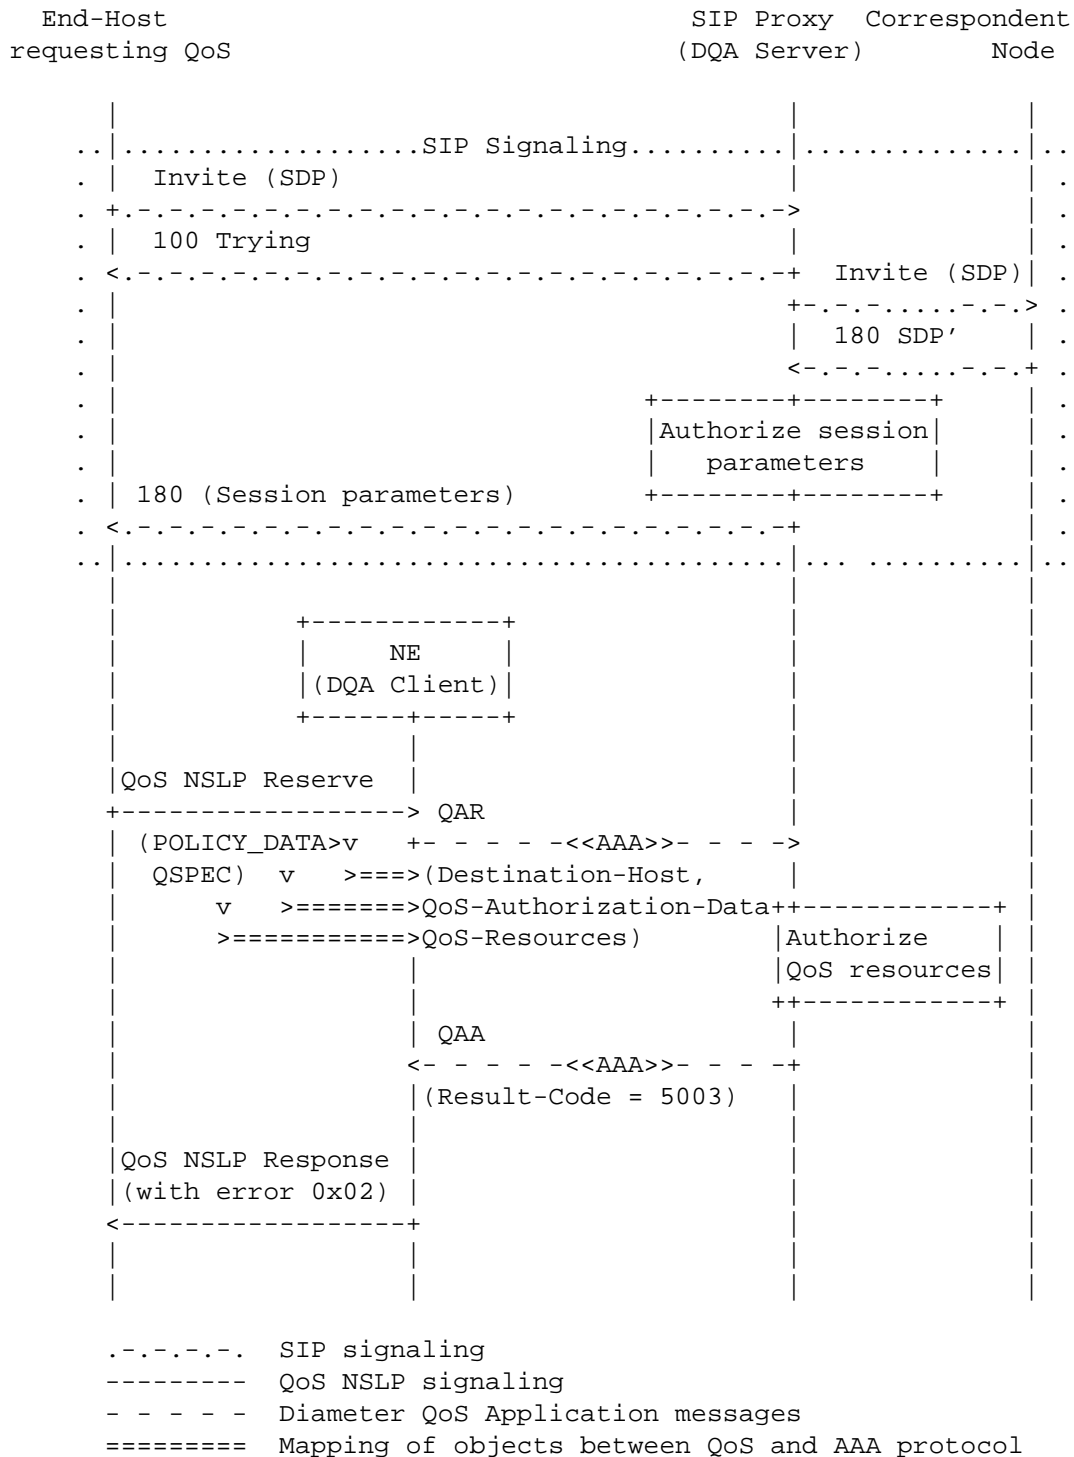 End-Host                                SIP Proxy  Correspondent
requesting QoS                           (DQA Server)        Node
|                                         |              |
..|...................SIP Signaling..........|..............|..
. |  Invite (SDP)                            |              | .
. +.-.-.-.-.-.-.-.-.-.-.-.-.-.-.-.-.-.-.-.-.->              | .
. |  100 Trying                              |              | .
. <.-.-.-.-.-.-.-.-.-.-.-.-.-.-.-.-.-.-.-.-.-+  Invite (SDP)| .
. |                                          +-.-.-.....-.-.> .
. |                                          |  180 SDP’    | .
. |                                          <-.-.-.....-.-.+ .
. |                                 +--------+--------+     | .
. |                                 |Authorize session|     | .
. |                                 |   parameters    |     | .
. | 180 (Session parameters)        +--------+--------+     | .
. <.-.-.-.-.-.-.-.-.-.-.-.-.-.-.-.-.-.-.-.-.-+              | .
..|..........................................|... ..........|..
|                                          |              |
|           +------------+                 |              |
|           |     NE     |                 |              |
|           |(DQA Client)|                 |              |
|           +------+-----+                 |              |
|                  |                       |              |
|QoS NSLP Reserve  |                       |              |
+------------------> QAR                   |              |
| (POLICY_DATA>v   +- - - - -<<AAA>>- - - ->              |
|  QSPEC)  v   >===>(Destination-Host,     |              |
|      v   >=======>QoS-Authorization-Data++------------+ |
|      >===========>QoS-Resources)        |Authorize    | |
|                  |                      |QoS resources| |
|                  |                      ++------------+ |
|                  | QAA                   |              |
|                  <- - - - -<<AAA>>- - - -+              |
|                  |(Result-Code = 5003)   |              |
|                  |                       |              |
|QoS NSLP Response |                       |              |
|(with error 0x02) |                       |              |
<------------------+                       |              |
|                  |                       |              |
|                  |                       |              |
.-.-.-.-.  SIP signaling
---------  QoS NSLP signaling
- - - - -  Diameter QoS Application messages
=========  Mapping of objects between QoS and AAA protocol